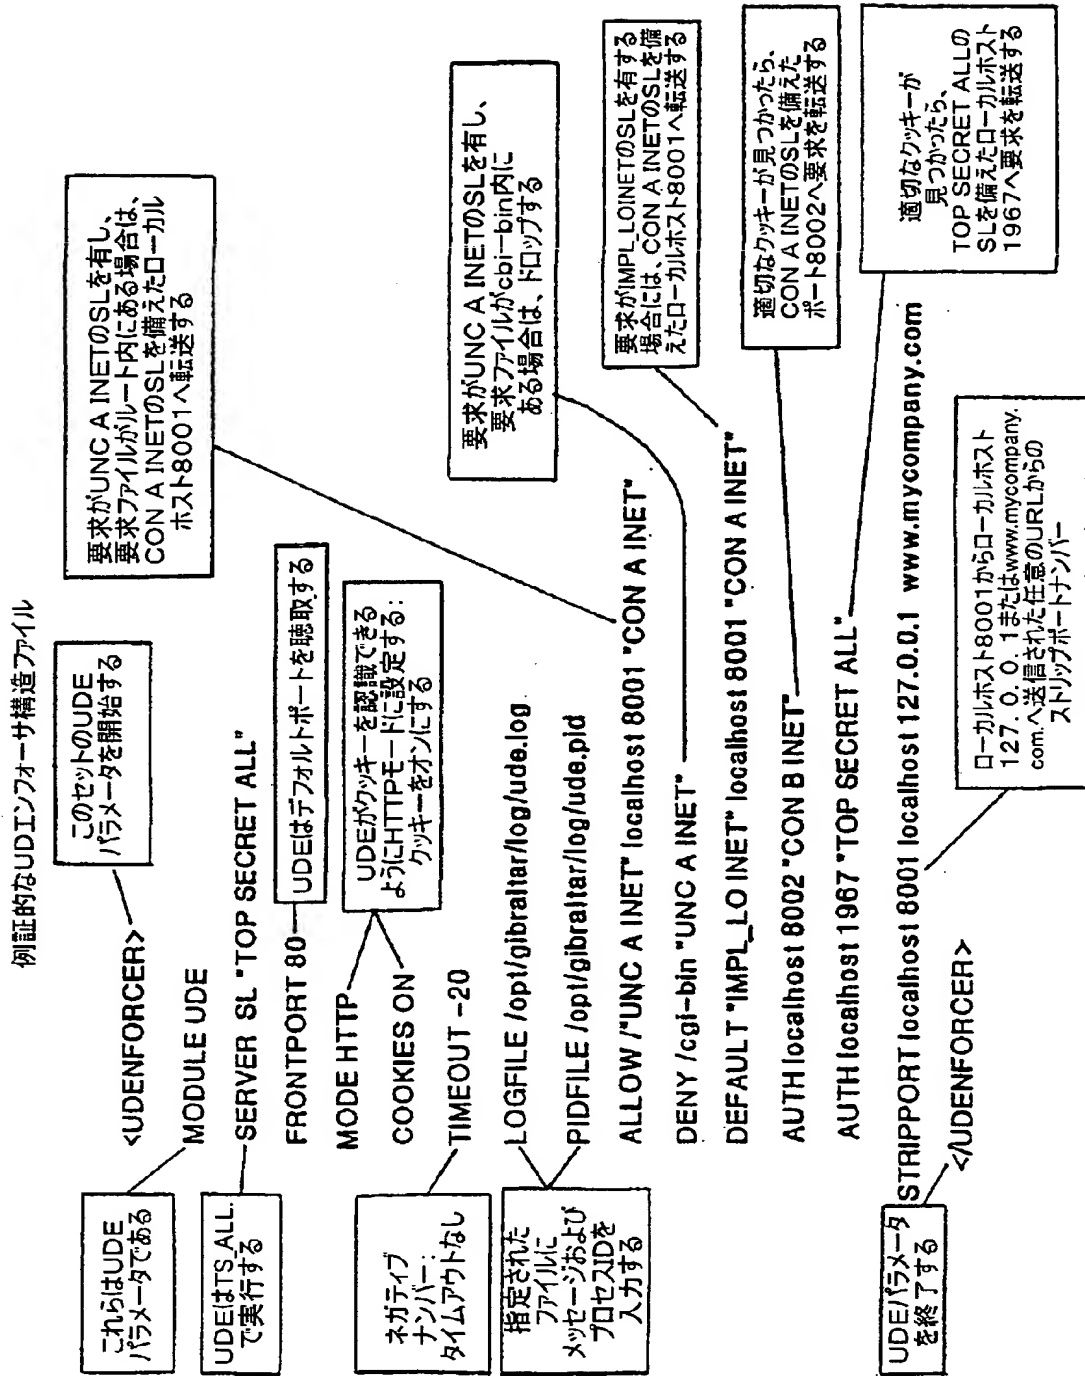 例証的なUDエンフォーサ構造ファイル
これらはUDE
パラメータである
<UDENFORCER>
このセットのUDE
パラメータを開始する
MODULE UDE
UDEはTS_ALL.
で実行する
SERVER SL "TOP SECRET ALL"
FRONTPORT 80
UDEはデフォルトポートを聴取する
MODE HTTP
UDEがクッキーを認識できる
ようにHTTPモードに設定する:
クッキーをオンにする
COOKIES ON
ネガティブ
ナンバー:
タイムアウトなし
TIMEOUT -20
指定された
ファイルに
メッセージおよび
プロセスIDを
入力する
LOGFILE /opt/gibraltar/log/ude.log
PIDFILE /opt/gibraltar/log/ude.pid
ALLOW /"UNC A INET" localhost 8001 "CON A INET"
要求がUNC A INETのSLを有し、
要求ファイルがルート内にある場合は、
CON A INETのSLを備えたローカル
ホスト8001へ転送する
DENY /cgi-bin "UNC A INET"
要求がUNC A INETのSLを有し、
要求ファイルがcbi-bin内に
ある場合は、ドロップする
DEFAULT "IMPL_LO INET" localhost 8001 "CON A INET"
要求がIMPL_LOINETのSLを有する
場合には、CON A INETのSLを備
えたローカルホスト8001へ転送する
AUTH localhost 8002 "CON B INET"
適切なクッキーが見つかったら、
CON A INETのSLを備えた
ポート8002へ要求を転送する
AUTH localhost 1967 "TOP SECRET ALL"
適切なクッキーが
見つかったら、
TOP SECRET ALLの
SLを備えたローカルホスト
1967へ要求を転送する
STRIPPORT localhost 8001 localhost 127.0.0.1 www.mycompany.com
ローカルホスト8001からローカルホスト
127. 0. 0. 1またはwww.mycompany.
com.へ送信された任意のURLからの
ストリップポートナンバー
UDEパラメータ
を終了する
</UDENFORCER>